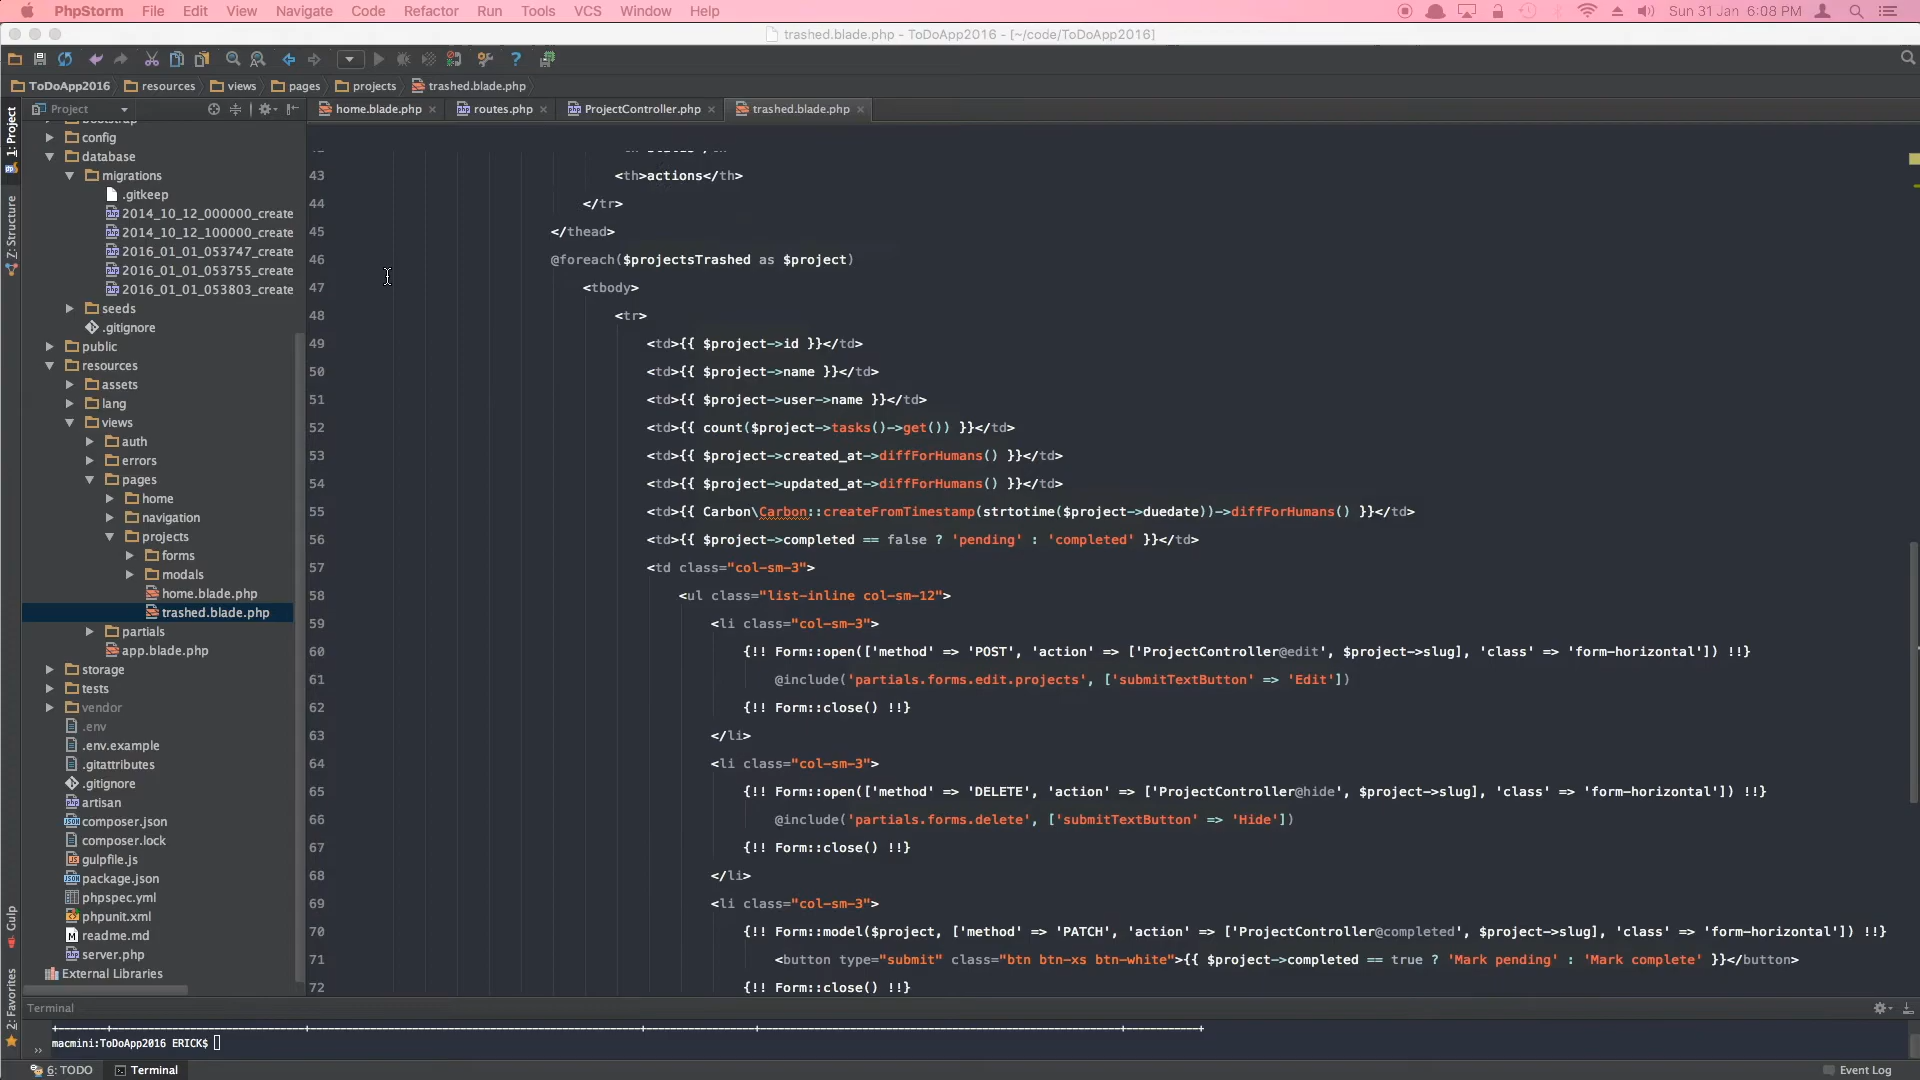 PhpStorm File Edit View Navigate Code Refactor Run Tools VCS Window Help Sun 31 Jan 6:08 PM
trashed.blade.php - ToDoApp2016 - [~/code/ToDoApp2016]
ToDoApp2016 resources views pages projects trashed.blade.php
Project
home.blade.php routes.php ProjectController.php trashed.blade.php
1: Project
Z: Structure
Gulp
2: Favorites
config
database
migrations
.gitkeep
2014_10_12_000000_create
2014_10_12_100000_create
2016_01_01_053747_create
2016_01_01_053755_create
2016_01_01_053803_create
seeds
.gitignore
public
resources
assets
lang
views
auth
errors
pages
home
navigation
projects
forms
modals
home.blade.php
trashed.blade.php
partials
app.blade.php
storage
tests
vendor
.env
.env.example
.gitattributes
.gitignore
artisan
composer.json
composer.lock
gulpfile.js
package.json
phpspec.yml
phpunit.xml
readme.md
server.php
External Libraries
43 <th>actions</th>
44 </tr>
45 </thead>
46 @foreach($projectsTrashed as $project)
47 <tbody>
48 <tr>
49 <td>{{ $project->id }}</td>
50 <td>{{ $project->name }}</td>
51 <td>{{ $project->user->name }}</td>
52 <td>{{ count($project->tasks()->get()) }}</td>
53 <td>{{ $project->created_at->diffForHumans() }}</td>
54 <td>{{ $project->updated_at->diffForHumans() }}</td>
55 <td>{{ Carbon\Carbon::createFromTimestamp(strtotime($project->duedate))->diffForHumans() }}</td>
56 <td>{{ $project->completed == false ? 'pending' : 'completed' }}</td>
57 <td class="col-sm-3">
58 <ul class="list-inline col-sm-12">
59 <li class="col-sm-3">
60 {!! Form::open(['method' => 'POST', 'action' => ['ProjectController@edit', $project->slug], 'class' => 'form-horizontal']) !!}
61 @include('partials.forms.edit.projects', ['submitTextButton' => 'Edit'])
62 {!! Form::close() !!}
63 </li>
64 <li class="col-sm-3">
65 {!! Form::open(['method' => 'DELETE', 'action' => ['ProjectController@hide', $project->slug], 'class' => 'form-horizontal']) !!}
66 @include('partials.forms.delete', ['submitTextButton' => 'Hide'])
67 {!! Form::close() !!}
68 </li>
69 <li class="col-sm-3">
70 {!! Form::model($project, ['method' => 'PATCH', 'action' => ['ProjectController@completed', $project->slug], 'class' => 'form-horizontal']) !!}
71 <button type="submit" class="btn btn-xs btn-white">{{ $project->completed == true ? 'Mark pending' : 'Mark complete' }}</button>
72 {!! Form::close() !!}
Terminal
macmini:ToDoApp2016 ERICK$
6: TODO Terminal Event Log